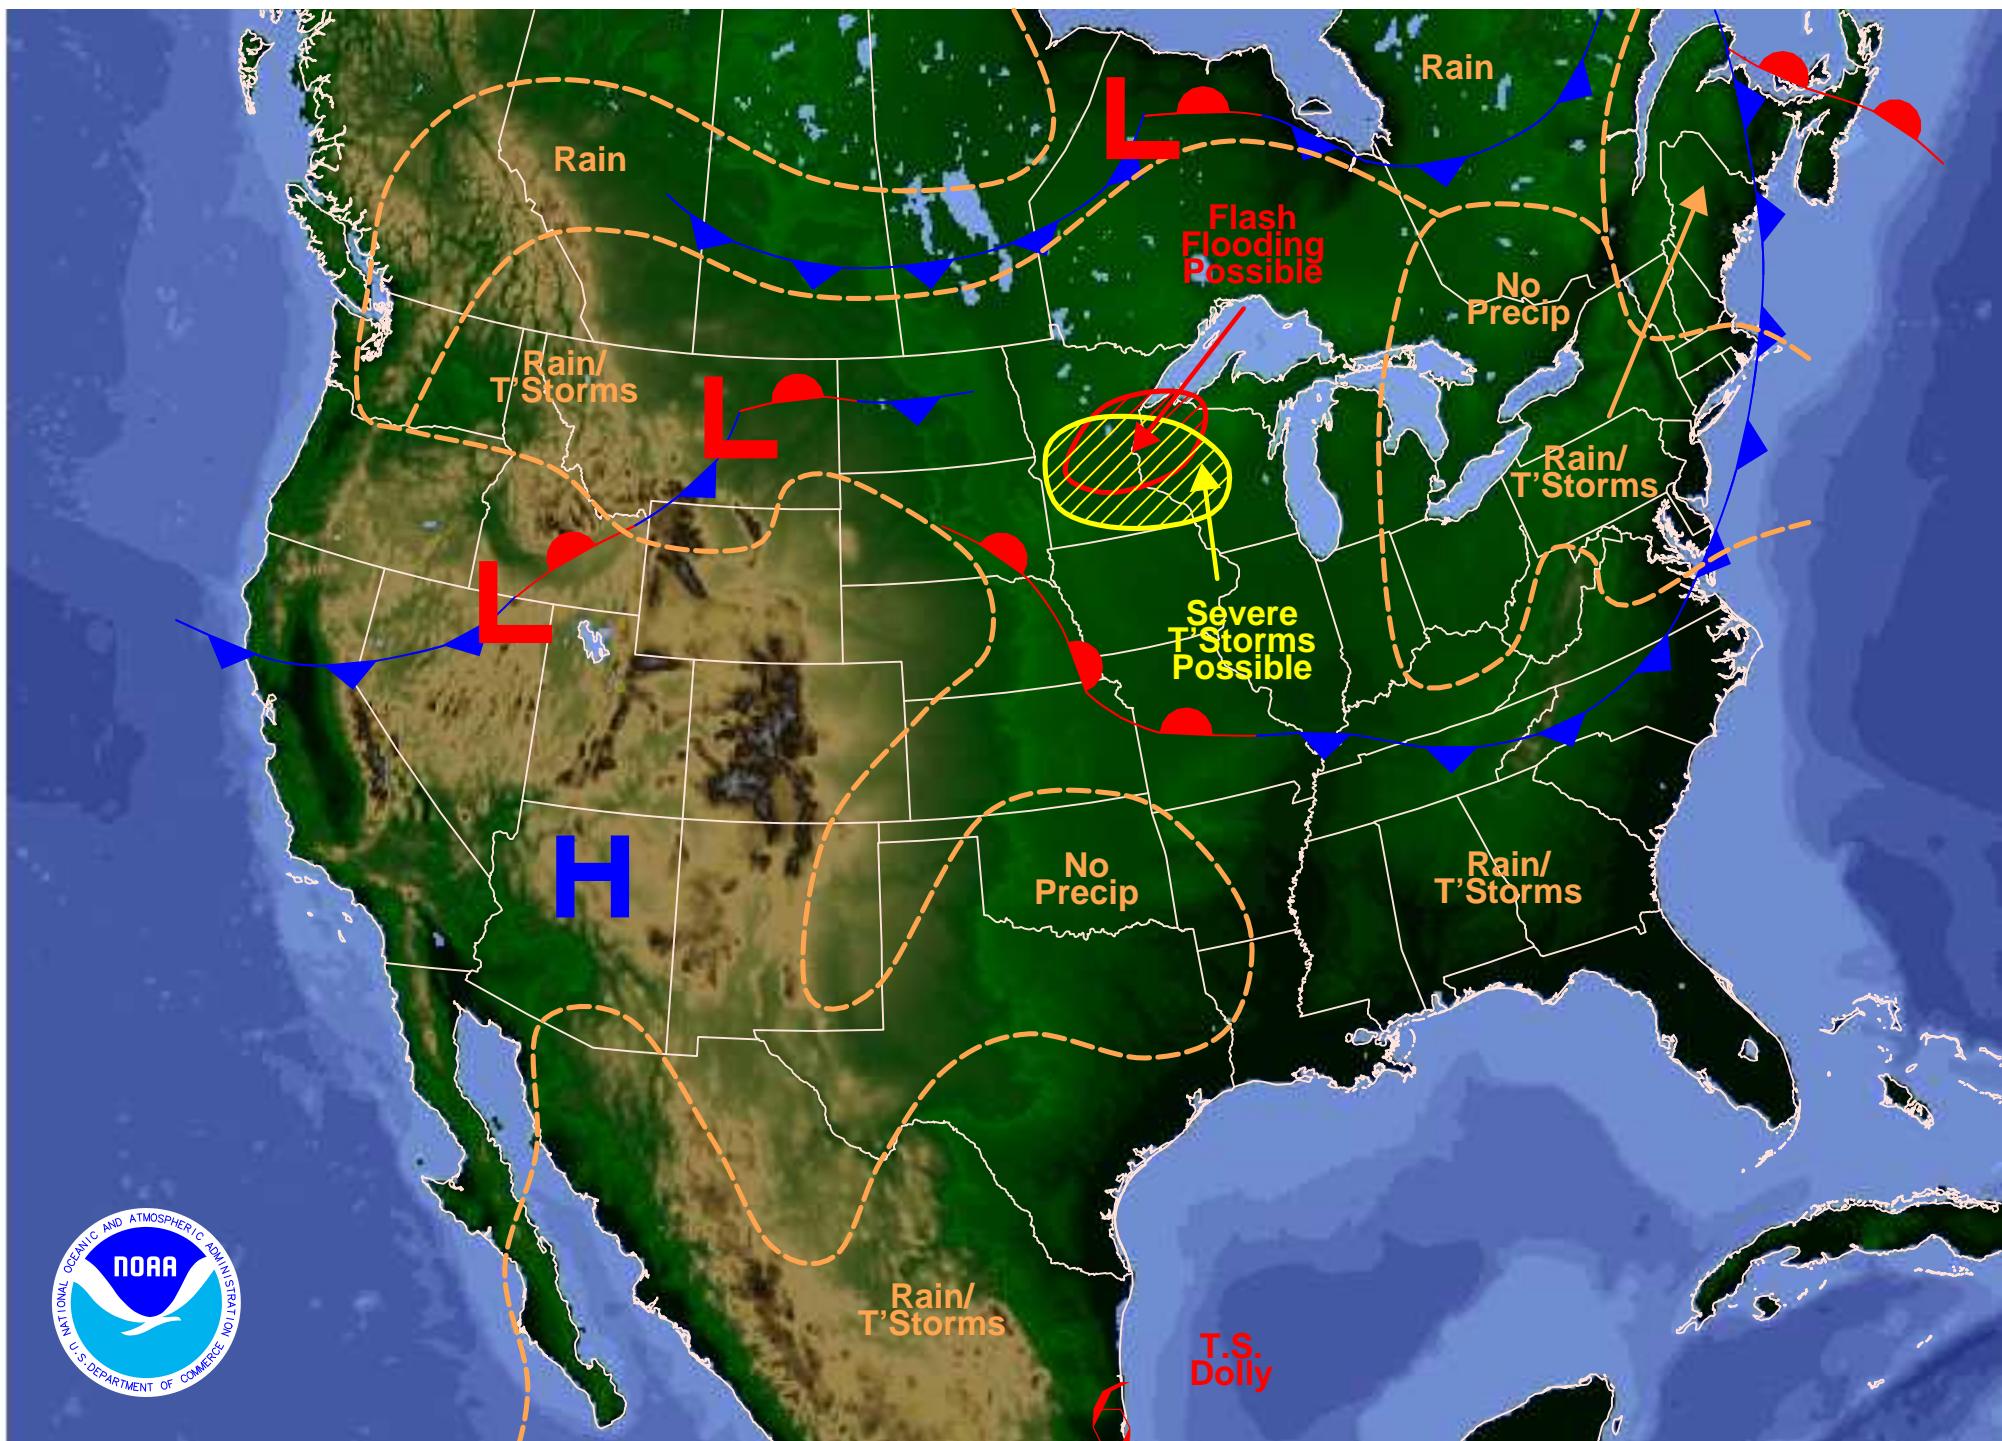 Rain
Rain
L
Flash
Flooding
Possible
No
Precip
Rain/
T'Storms
L
Rain/
T'Storms
L
Severe
T'Storms
Possible
H
No
Precip
Rain/
T'Storms
Rain/
T'Storms
T.S.
Dolly
NATIONAL OCEANIC AND ATMOSPHERIC ADMINISTRATION
NOAA
U.S. DEPARTMENT OF COMMERCE